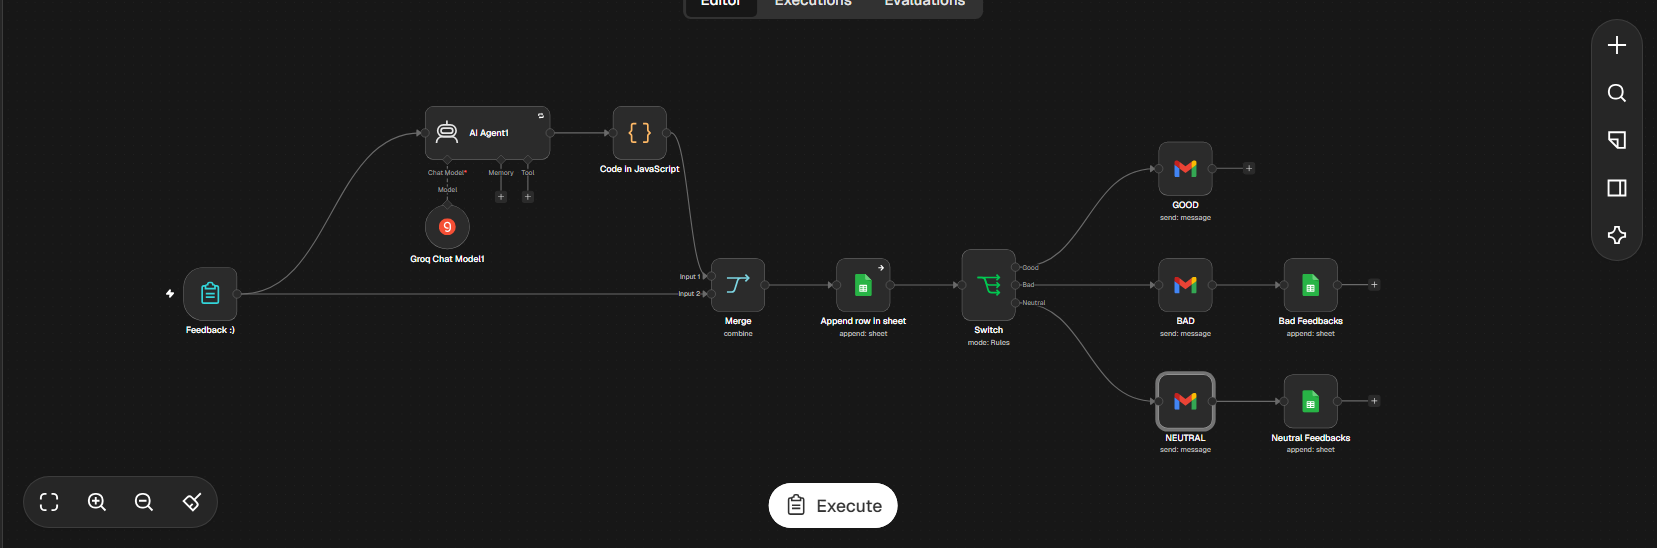 Editor Executions Evaluations
AI Agent1
Chat Model*
Memory
Tool
Model
Groq Chat Model1
Code in JavaScript
Feedback :)
Input 1
Input 2
Merge
combine
Append row in sheet
append: sheet
Switch
mode: Rules
Good
Bad
Neutral
GOOD
send: message
BAD
send: message
Bad Feedbacks
append: sheet
NEUTRAL
send: message
Neutral Feedbacks
append: sheet
Execute